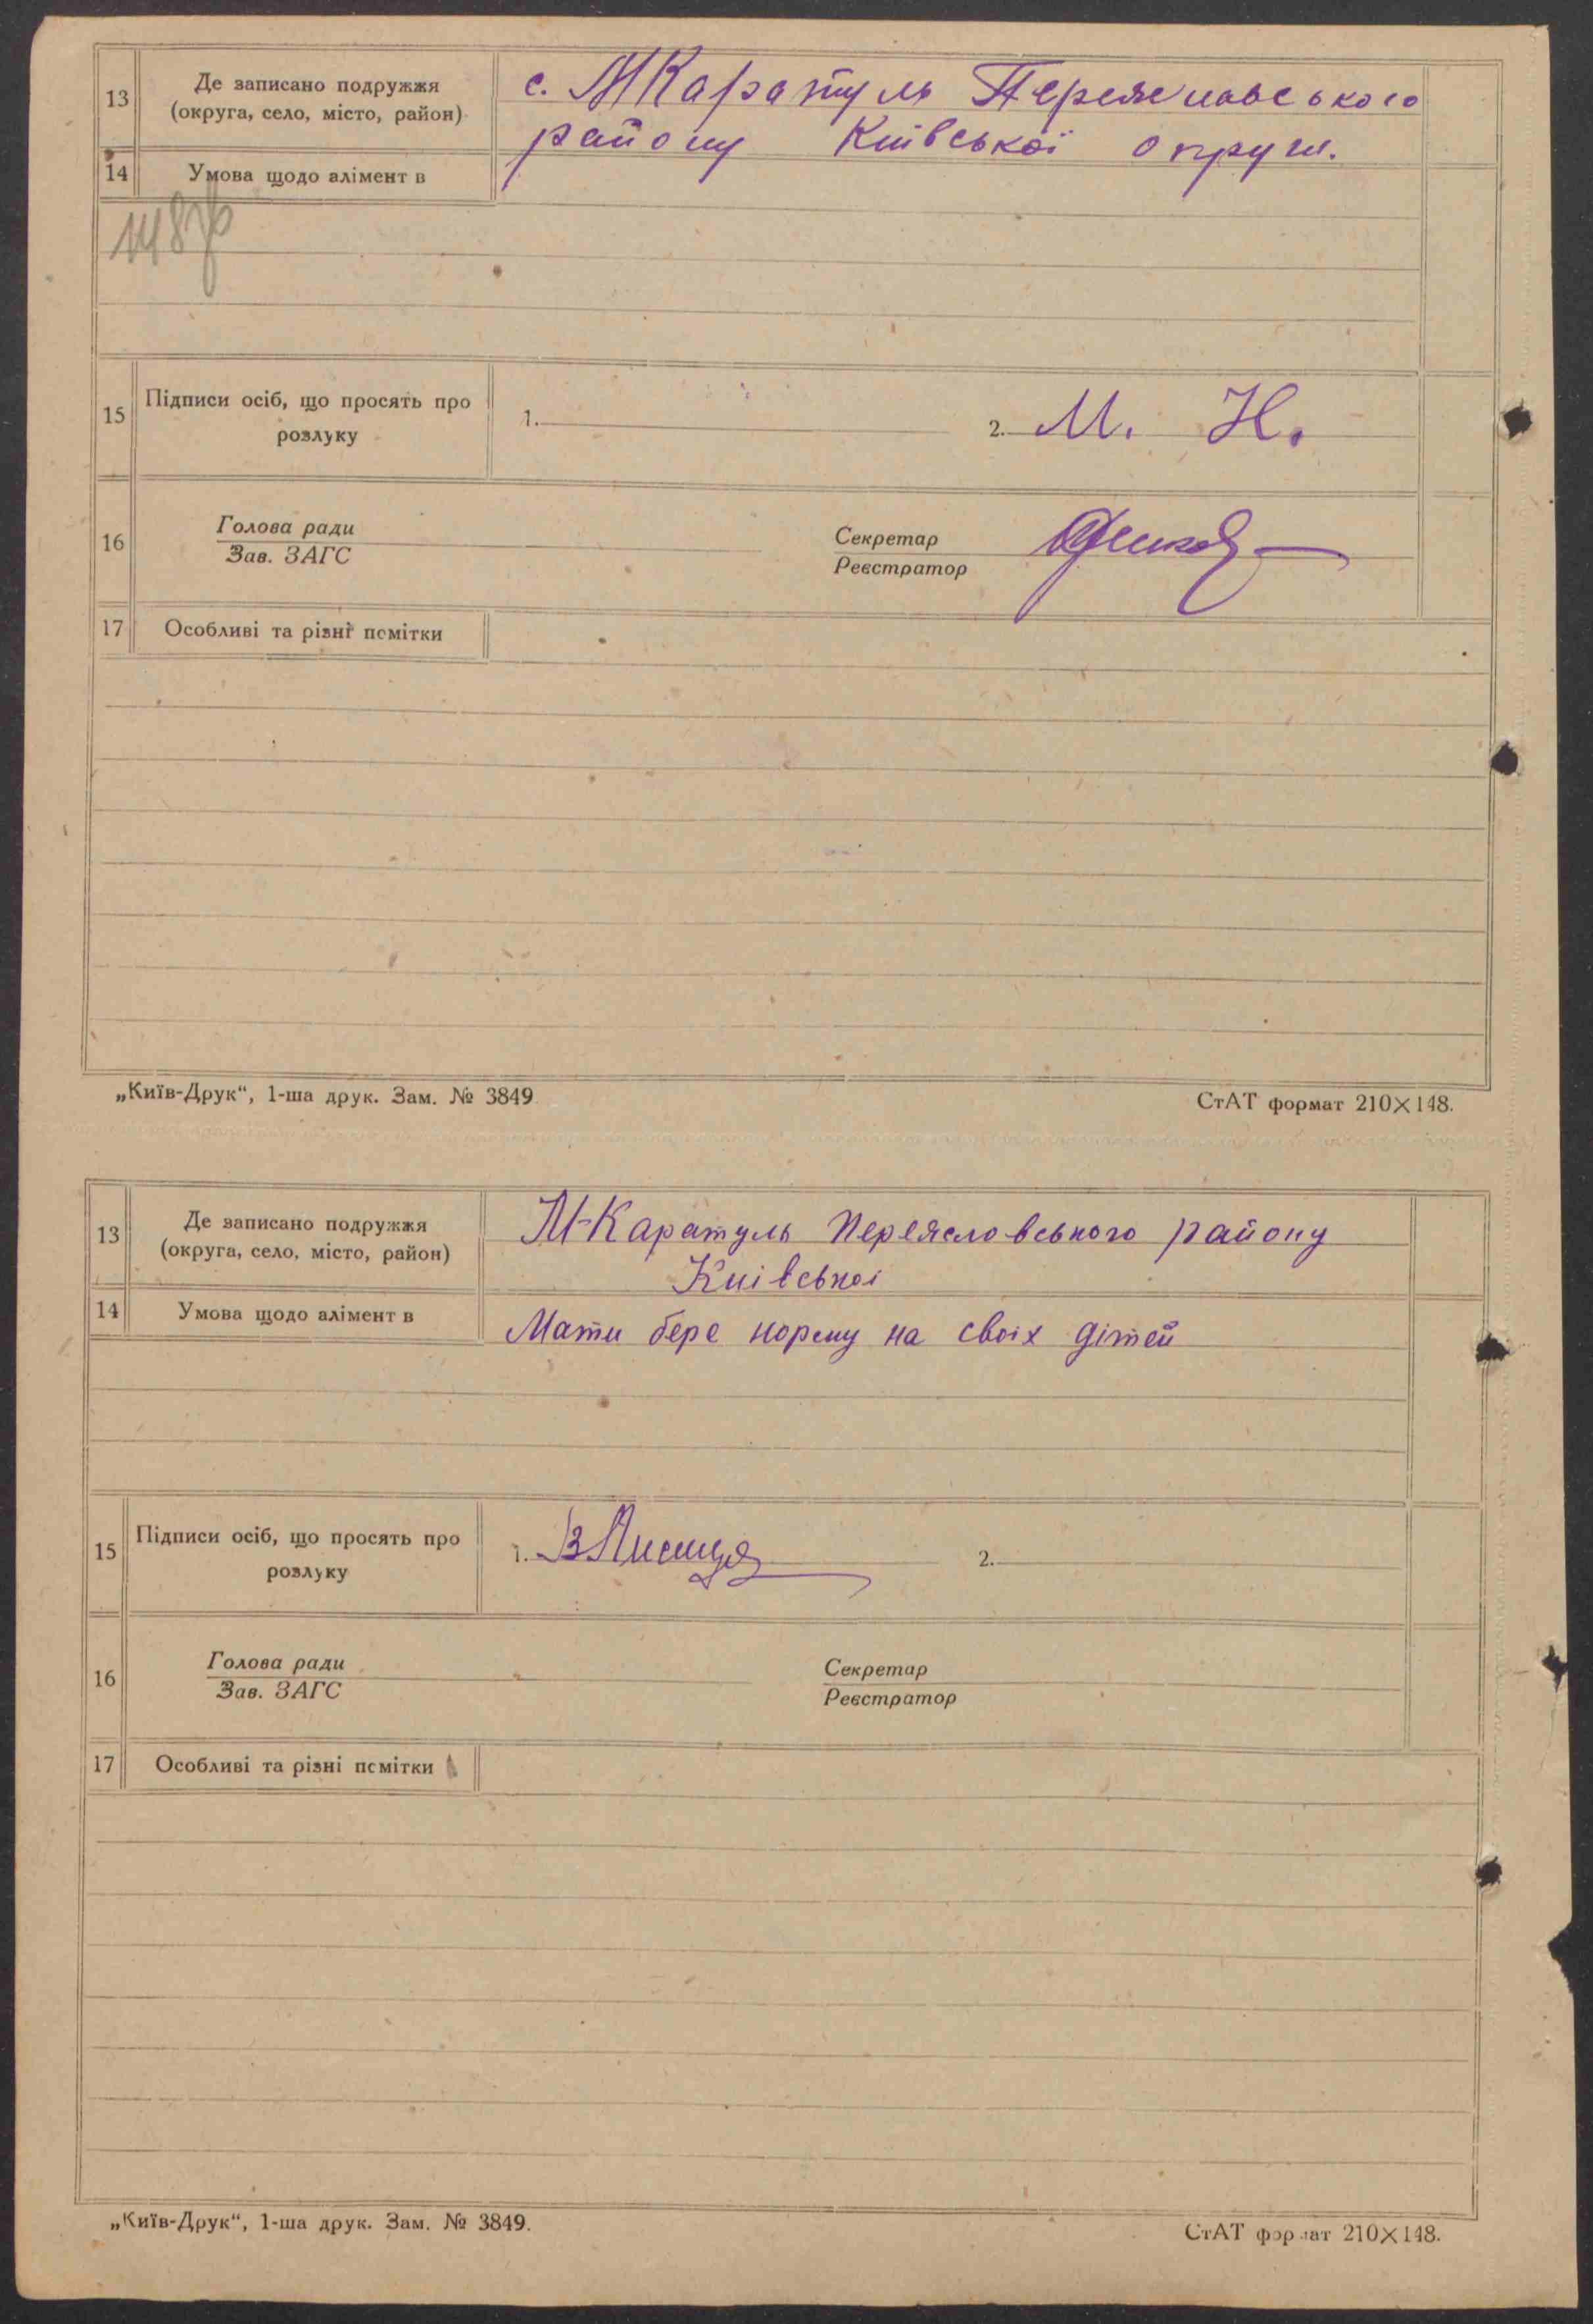 13
Де записано подружжя
(округа, село, місто, район)
с. М Каратуль
району Київської округи.
14
Умова щодо алімент в
148
15
Підписи осіб, що просять про
розлуку
1.
2. М. Н.
16
Голова ради
Зав. ЗАГС
Секретар
Реєстратор
17
Особливі та різні помітки
„Київ-Друк“, 1-ша друк. Зам. № 3849
СтАТ формат 210×148.
13
Де записано подружжя
(округа, село, місто, район)
М-Каратуль Переясловського району
Київської
14
Умова щодо алімент в
Мати бере норму на своіх дітей
15
Підписи осіб, що просять про
розлуку
1. В Лисиця
2.
16
Голова ради
Зав. ЗАГС
Секретар
Реєстратор
17
Особливі та різні помітки
„Київ-Друк“, 1-ша друк. Зам. № 3849.
СтАТ формат 210×148.